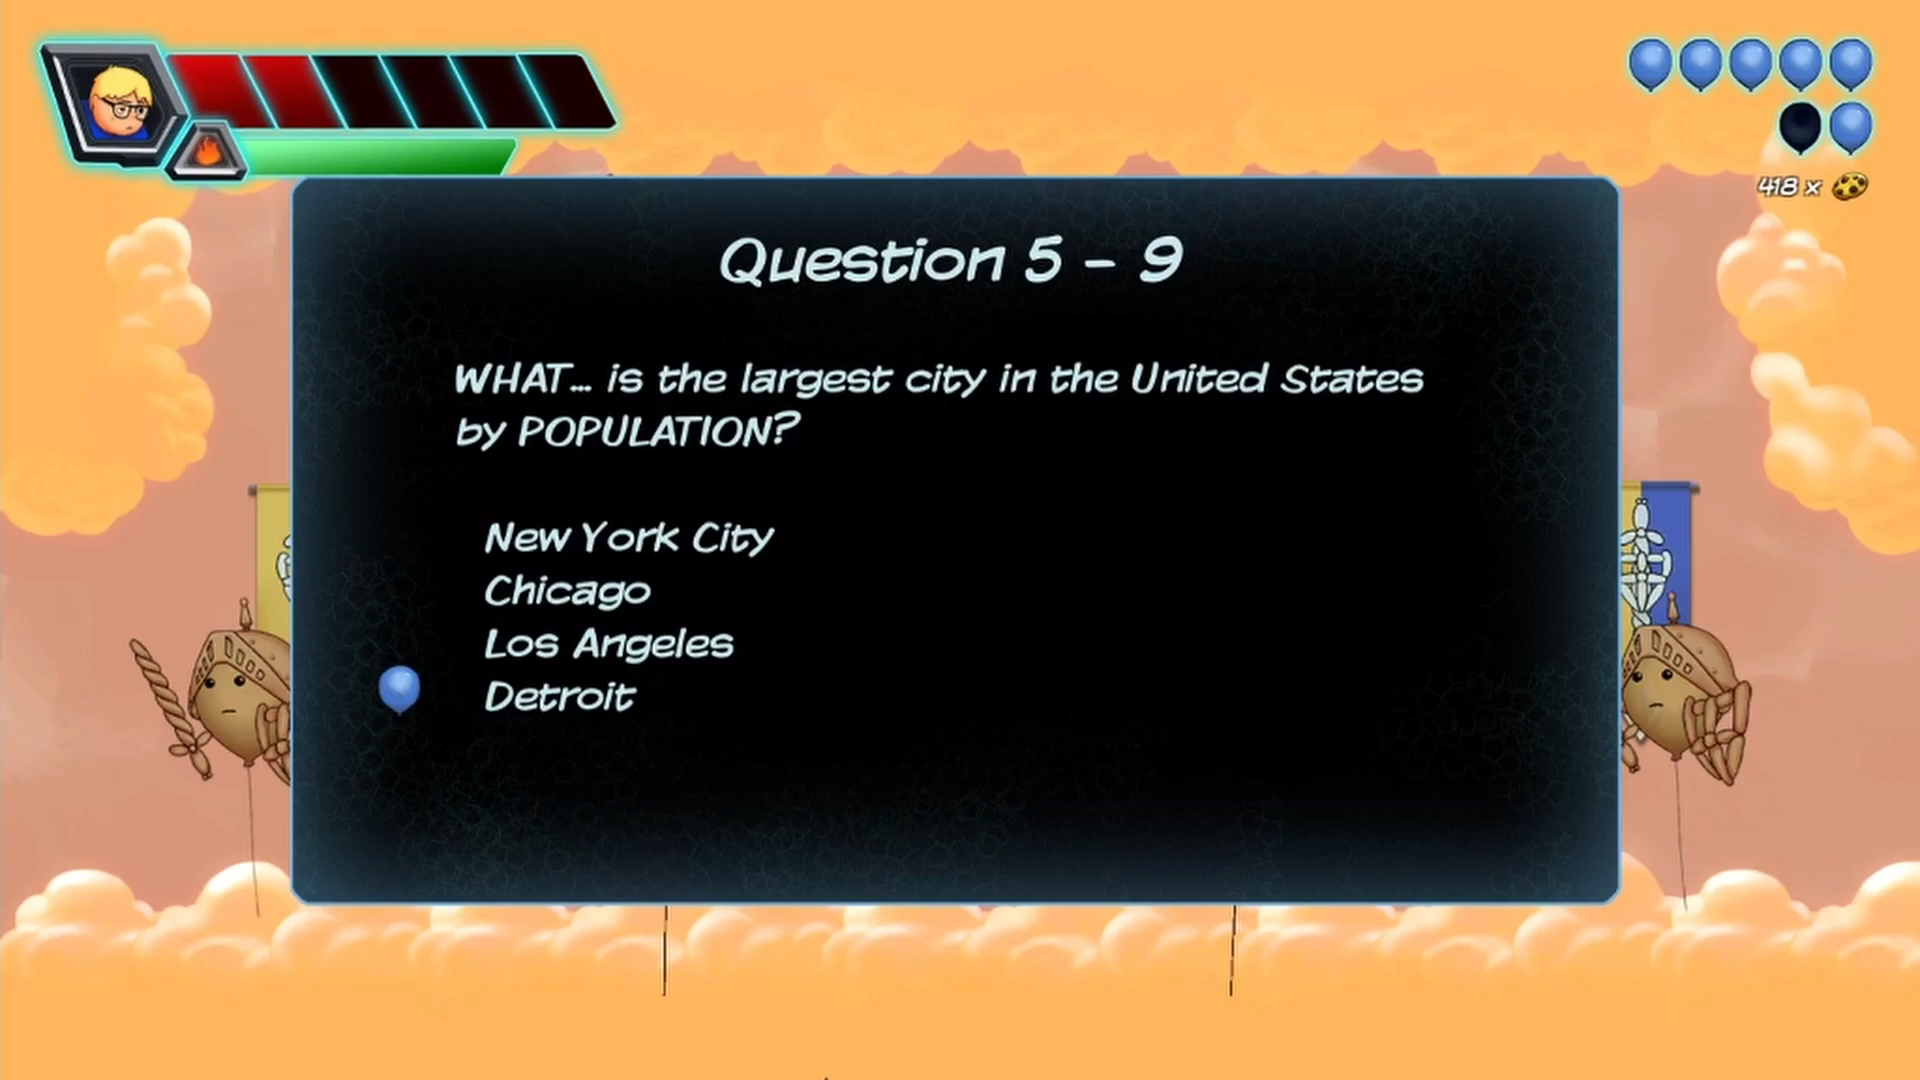 418 x
Question 5 - 9
WHAT... is the largest city in the United States
by POPULATION?
New York City
Chicago
Los Angeles
Detroit